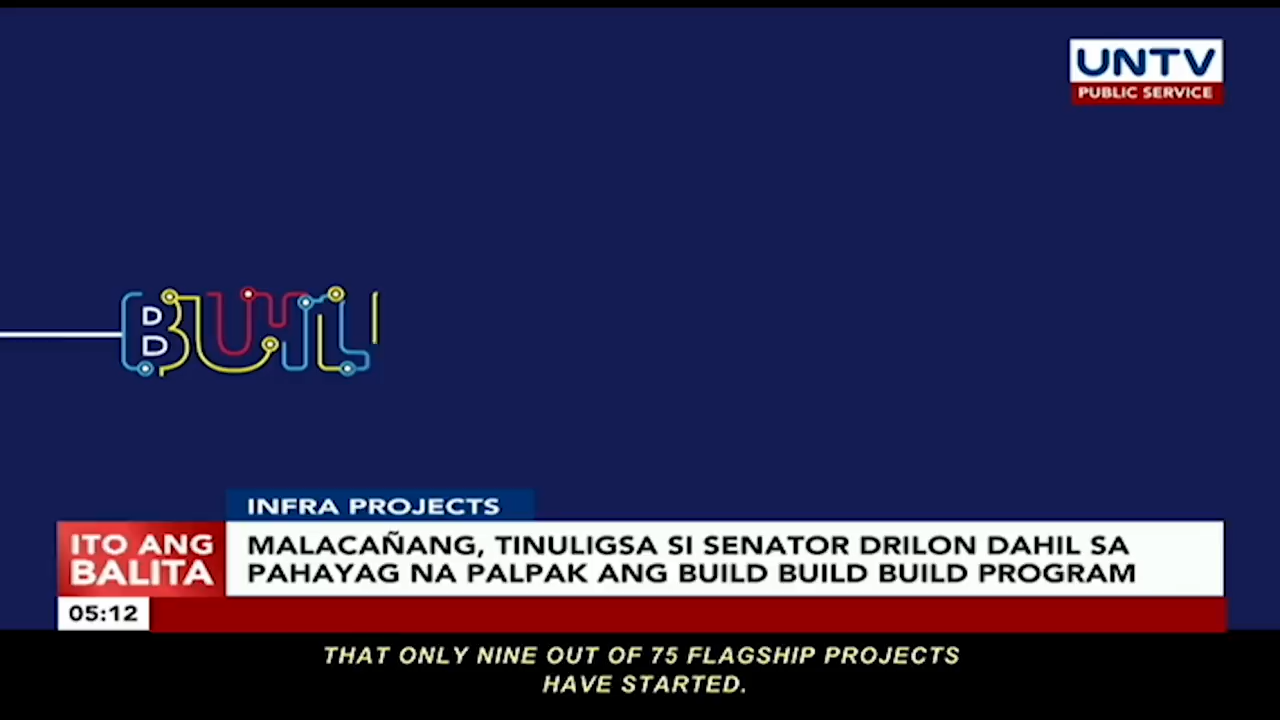 UNTV
PUBLIC SERVICE
BUIL
INFRA PROJECTS
ITO ANG
BALITA
MALACAÑANG, TINULIGSA SI SENATOR DRILON DAHIL SA
PAHAYAG NA PALPAK ANG BUILD BUILD BUILD PROGRAM
05:12
THAT ONLY NINE OUT OF 75 FLAGSHIP PROJECTS
HAVE STARTED.